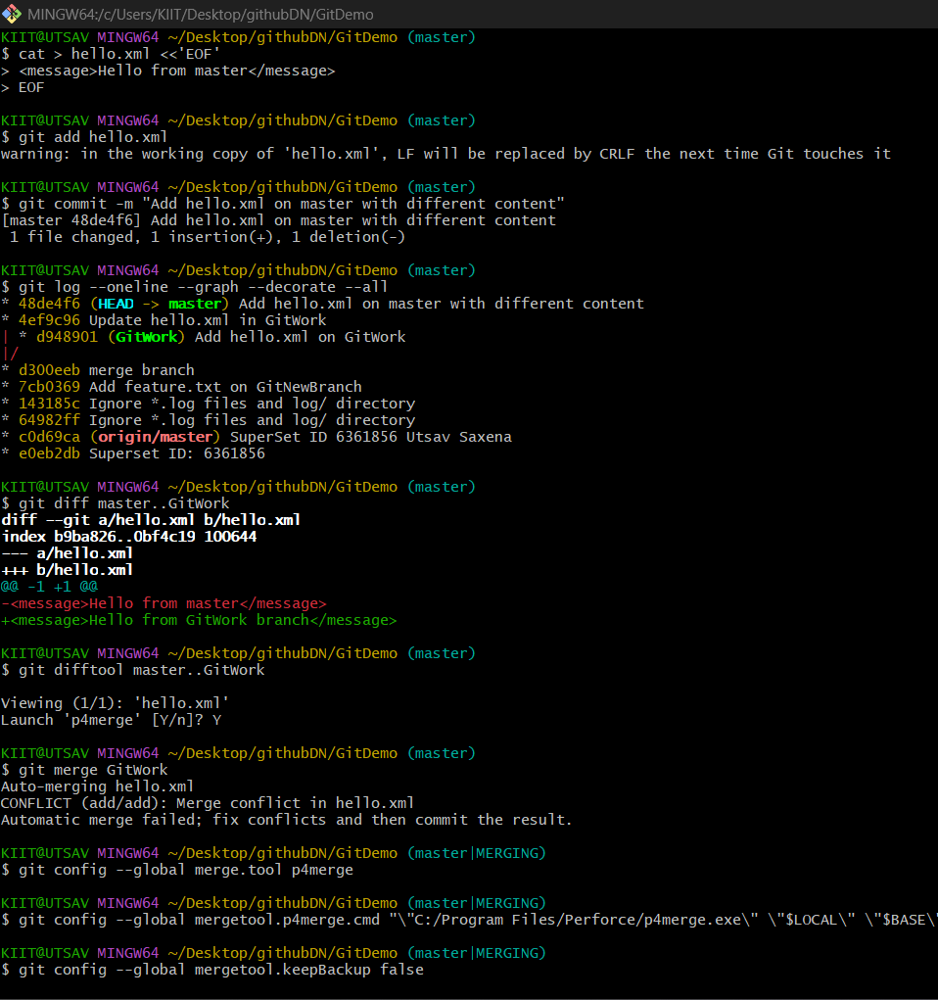 MINGW64:/c/Users/KIIT/Desktop/githubDN/GitDemo
KIIT@UTSAV MINGW64 ~/Desktop/githubDN/GitDemo (master)
$ cat > hello.xml <<'EOF'
> <message>Hello from master</message>
> EOF
KIIT@UTSAV MINGW64 ~/Desktop/githubDN/GitDemo (master)
$ git add hello.xml
warning: in the working copy of 'hello.xml', LF will be replaced by CRLF the next time Git touches it
KIIT@UTSAV MINGW64 ~/Desktop/githubDN/GitDemo (master)
$ git commit -m "Add hello.xml on master with different content"
[master 48de4f6] Add hello.xml on master with different content
 1 file changed, 1 insertion(+), 1 deletion(-)
KIIT@UTSAV MINGW64 ~/Desktop/githubDN/GitDemo (master)
$ git log --oneline --graph --decorate --all
* 48de4f6 (HEAD -> master) Add hello.xml on master with different content
* 4ef9c96 Update hello.xml in GitWork
| * d948901 (GitWork) Add hello.xml on GitWork
|/
* d300eeb merge branch
* 7cb0369 Add feature.txt on GitNewBranch
* 143185c Ignore *.log files and log/ directory
* 64982ff Ignore *.log files and log/ directory
* c0d69ca (origin/master) SuperSet ID 6361856 Utsav Saxena
* e0eb2db Superset ID: 6361856
KIIT@UTSAV MINGW64 ~/Desktop/githubDN/GitDemo (master)
$ git diff master..GitWork
diff --git a/hello.xml b/hello.xml
index b9ba826..0bf4c19 100644
--- a/hello.xml
+++ b/hello.xml
@@ -1 +1 @@
-<message>Hello from master</message>
+<message>Hello from GitWork branch</message>
KIIT@UTSAV MINGW64 ~/Desktop/githubDN/GitDemo (master)
$ git difftool master..GitWork
Viewing (1/1): 'hello.xml'
Launch 'p4merge' [Y/n]? Y
KIIT@UTSAV MINGW64 ~/Desktop/githubDN/GitDemo (master)
$ git merge GitWork
Auto-merging hello.xml
CONFLICT (add/add): Merge conflict in hello.xml
Automatic merge failed; fix conflicts and then commit the result.
KIIT@UTSAV MINGW64 ~/Desktop/githubDN/GitDemo (master|MERGING)
$ git config --global merge.tool p4merge
KIIT@UTSAV MINGW64 ~/Desktop/githubDN/GitDemo (master|MERGING)
$ git config --global mergetool.p4merge.cmd "\"C:/Program Files/Perforce/p4merge.exe\" \"$LOCAL\" \"$BASE\"
KIIT@UTSAV MINGW64 ~/Desktop/githubDN/GitDemo (master|MERGING)
$ git config --global mergetool.keepBackup false